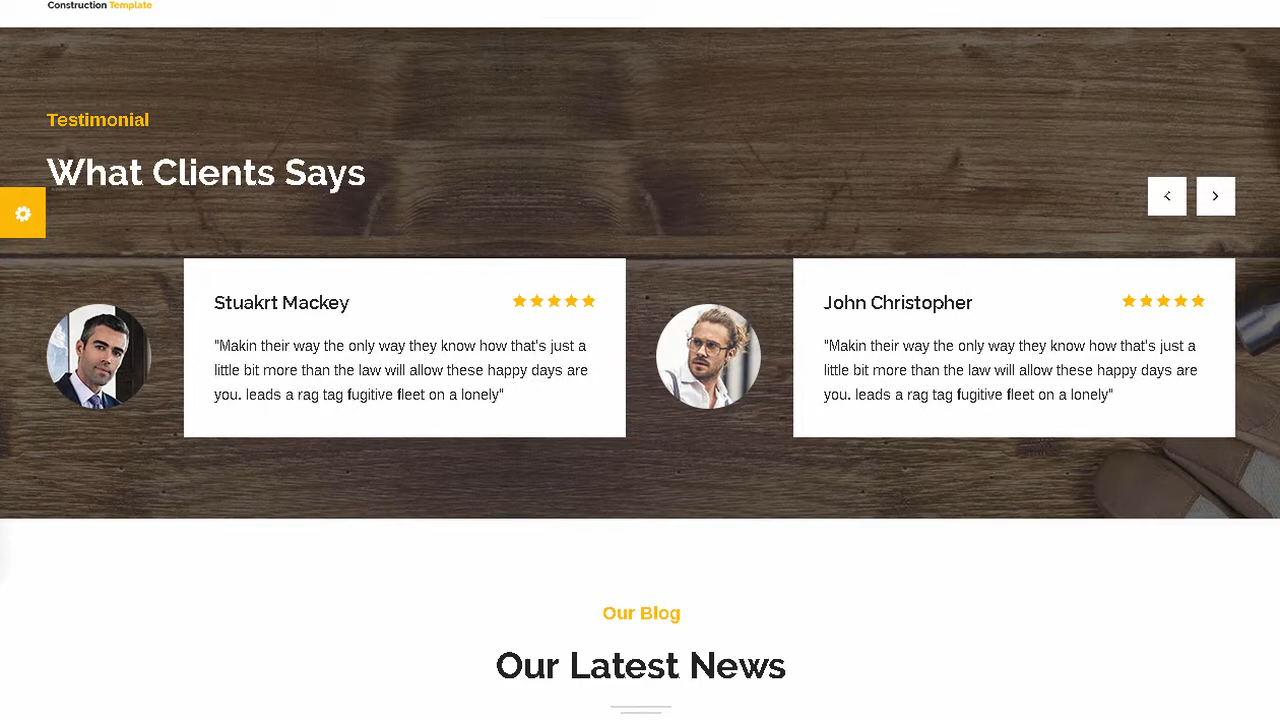 Construction Template
Testimonial
What Clients Says
Stuakrt Mackey
"Makin their way the only way they know how that's just a
little bit more than the law will allow these happy days are
you. leads a rag tag fugitive fleet on a lonely"
John Christopher
"Makin their way the only way they know how that's just a
little bit more than the law will allow these happy days are
you. leads a rag tag fugitive fleet on a lonely"
Our Blog
Our Latest News